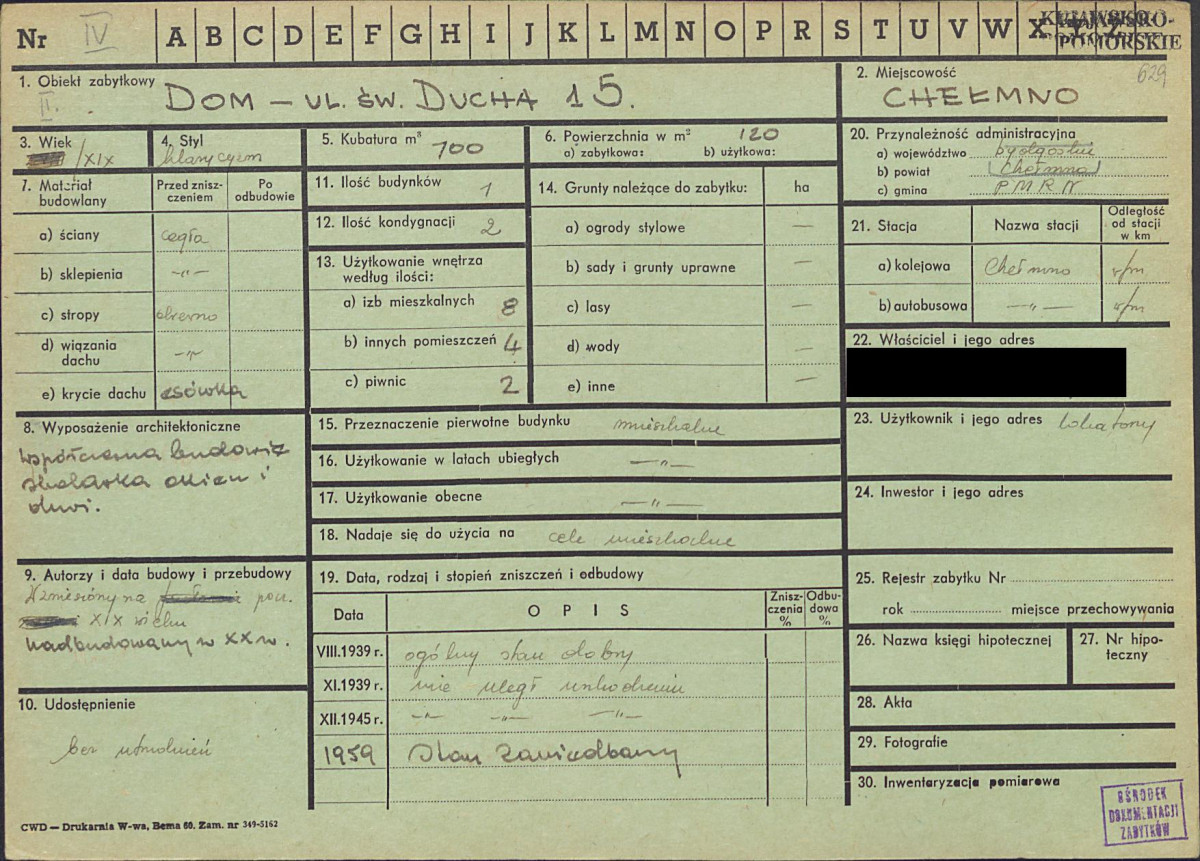 Nr IV A B C D E F G H I J K L M N O P R S T U V W X Y Z
KUJAWSKO-
POMORSKIE
629
1. Obiekt zabytkowy
II.
DOM — UL. ŚW. DUCHA 15.
2. Miejscowość
CHEŁMNO
3. Wiek
XIX
4. Styl
klasycyzm
5. Kubatura m³ 700
6. Powierzchnia w m² 120
a) zabytkowa: b) użytkowa:
20. Przynależność administracyjna
a) województwo bydgoskie
b) powiat Chełmno
c) gmina PMRN
7. Materiał budowlany
Przed zniszczeniem
Po odbudowie
a) ściany cegła
b) sklepienia —„—
c) stropy drewno
d) wiązania dachu —„—
e) krycie dachu esówka
11. Ilość budynków 1
12. Ilość kondygnacji 2
13. Użytkowanie wnętrza
według ilości:
a) izb mieszkalnych 8
b) innych pomieszczeń 4
c) piwnic 2
14. Grunty należące do zabytku: ha
a) ogrody stylowe —
b) sady i grunty uprawne —
c) lasy —
d) wody —
e) inne —
21. Stacja Nazwa stacji Odległość od stacji w km
a) kolejowa Chełmno
b) autobusowa —„—
22. Właściciel i jego adres
8. Wyposażenie architektoniczne
Współczesna budowie
stolarka okien i
drwi.
15. Przeznaczenie pierwotne budynku mieszkalne
16. Użytkowanie w latach ubiegłych —„—
17. Użytkowanie obecne —„—
18. Nadaje się do użycia na cele mieszkalne
23. Użytkownik i jego adres lokatorzy
24. Inwestor i jego adres
9. Autorzy i data budowy i przebudowy
Wzniesiony na pocz.
XIX wieku
nadbudowany w XX w.
19. Data, rodzaj i stopień zniszczeń i odbudowy
Data OPIS Zniszczenia % Odbudowa %
VIII.1939 r. ogólny stan dobry
XI.1939 r. nie uległ uszkodzeniu
XII.1945 r. —„— —„— —„—
1959 Stan zaniedbany
25. Rejestr zabytku Nr
rok miejsce przechowywania
26. Nazwa księgi hipotecznej
27. Nr hipoteczny
10. Udostępnienie
bez utrudnień
28. Akta
29. Fotografie
30. Inwentaryzacja pomiarowa
OŚRODEK
DOKUMENTACJI
ZABYTKÓW
CWD — Drukarnia W-wa, Bema 60. Zam. nr 349-5162